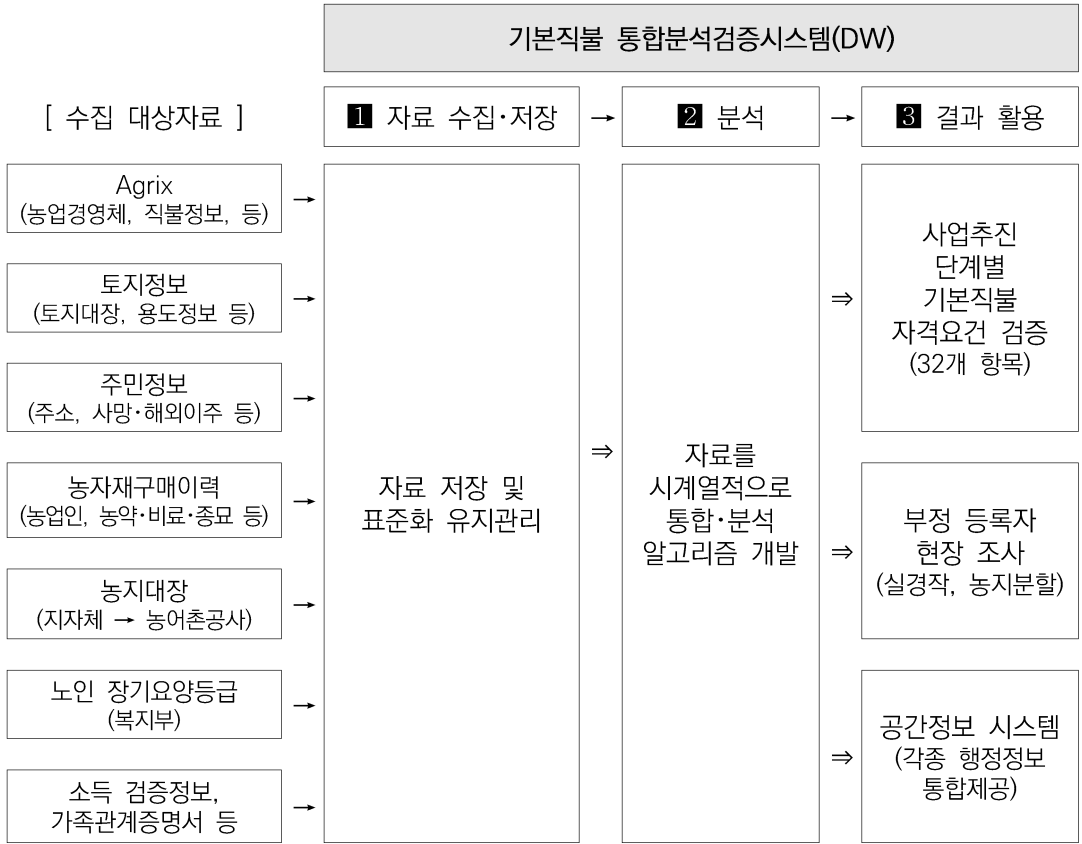 기본직불 통합분석검증시스템(DW)
[ 수집 대상자료 ]
1 자료 수집·저장
→
2 분석
→
3 결과 활용
Agrix
(농업경영체, 직불정보, 등)
→
토지정보
(토지대장, 용도정보 등)
→
주민정보
(주소, 사망·해외이주 등)
→
농자재구매이력
(농업인, 농약·비료·종묘 등)
→
농지대장
(지자체 → 농어촌공사)
→
노인 장기요양등급
(복지부)
→
소득 검증정보,
가족관계증명서 등
→
자료 저장 및
표준화 유지관리
⇒
자료를
시계열적으로
통합·분석
알고리즘 개발
⇒
사업추진
단계별
기본직불
자격요건 검증
(32개 항목)
⇒
부정 등록자
현장 조사
(실경작, 농지분할)
⇒
공간정보 시스템
(각종 행정정보
통합제공)